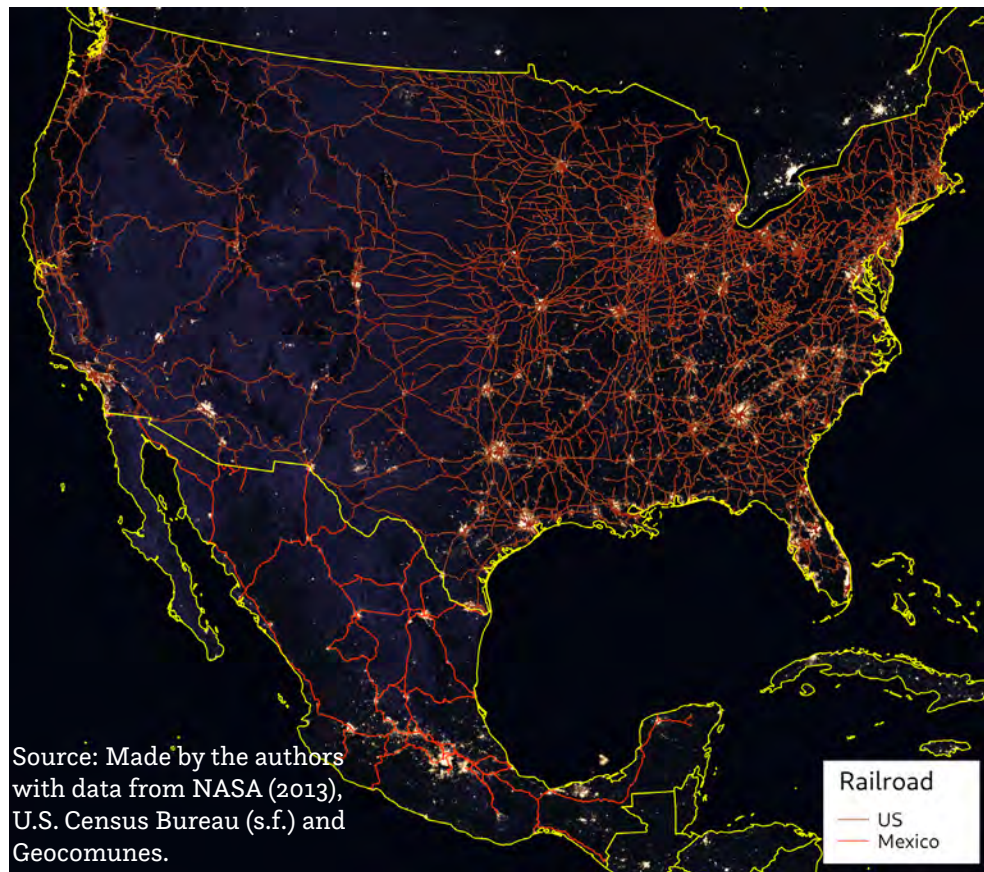 Source: Made by the authors
with data from NASA (2013),
U.S. Census Bureau (s.f.) and
Geocomunes.
Railroad
US
Mexico